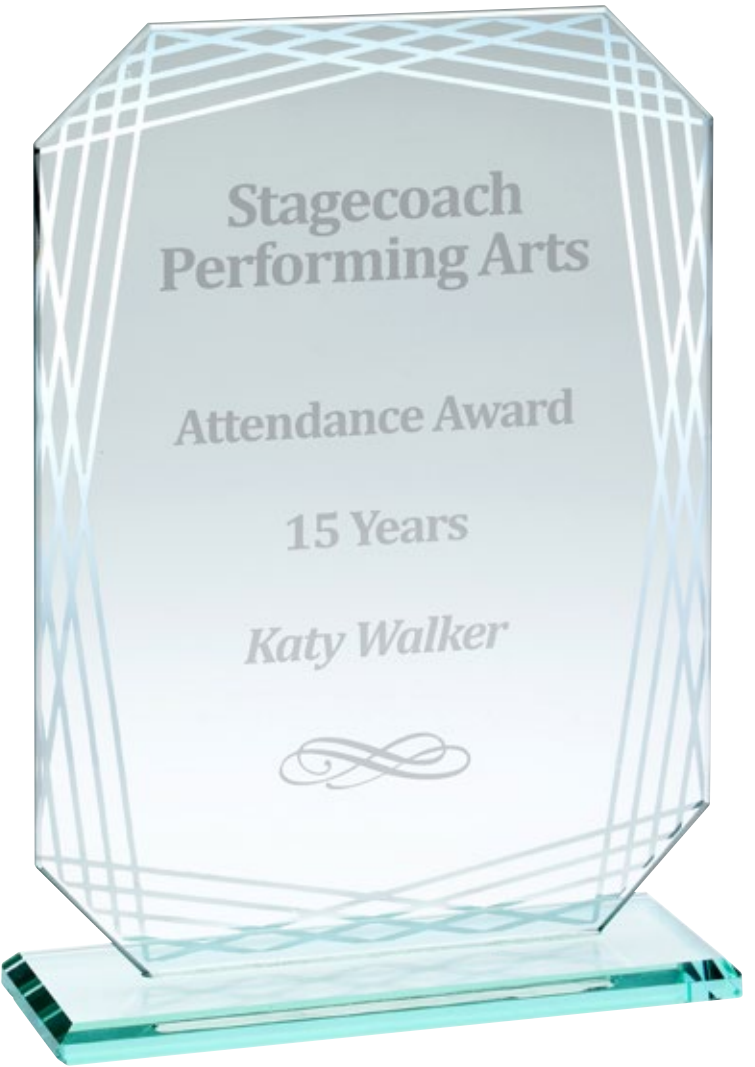 Stagecoach
Performing Arts
Attendance Award
15 Years
Katy Walker